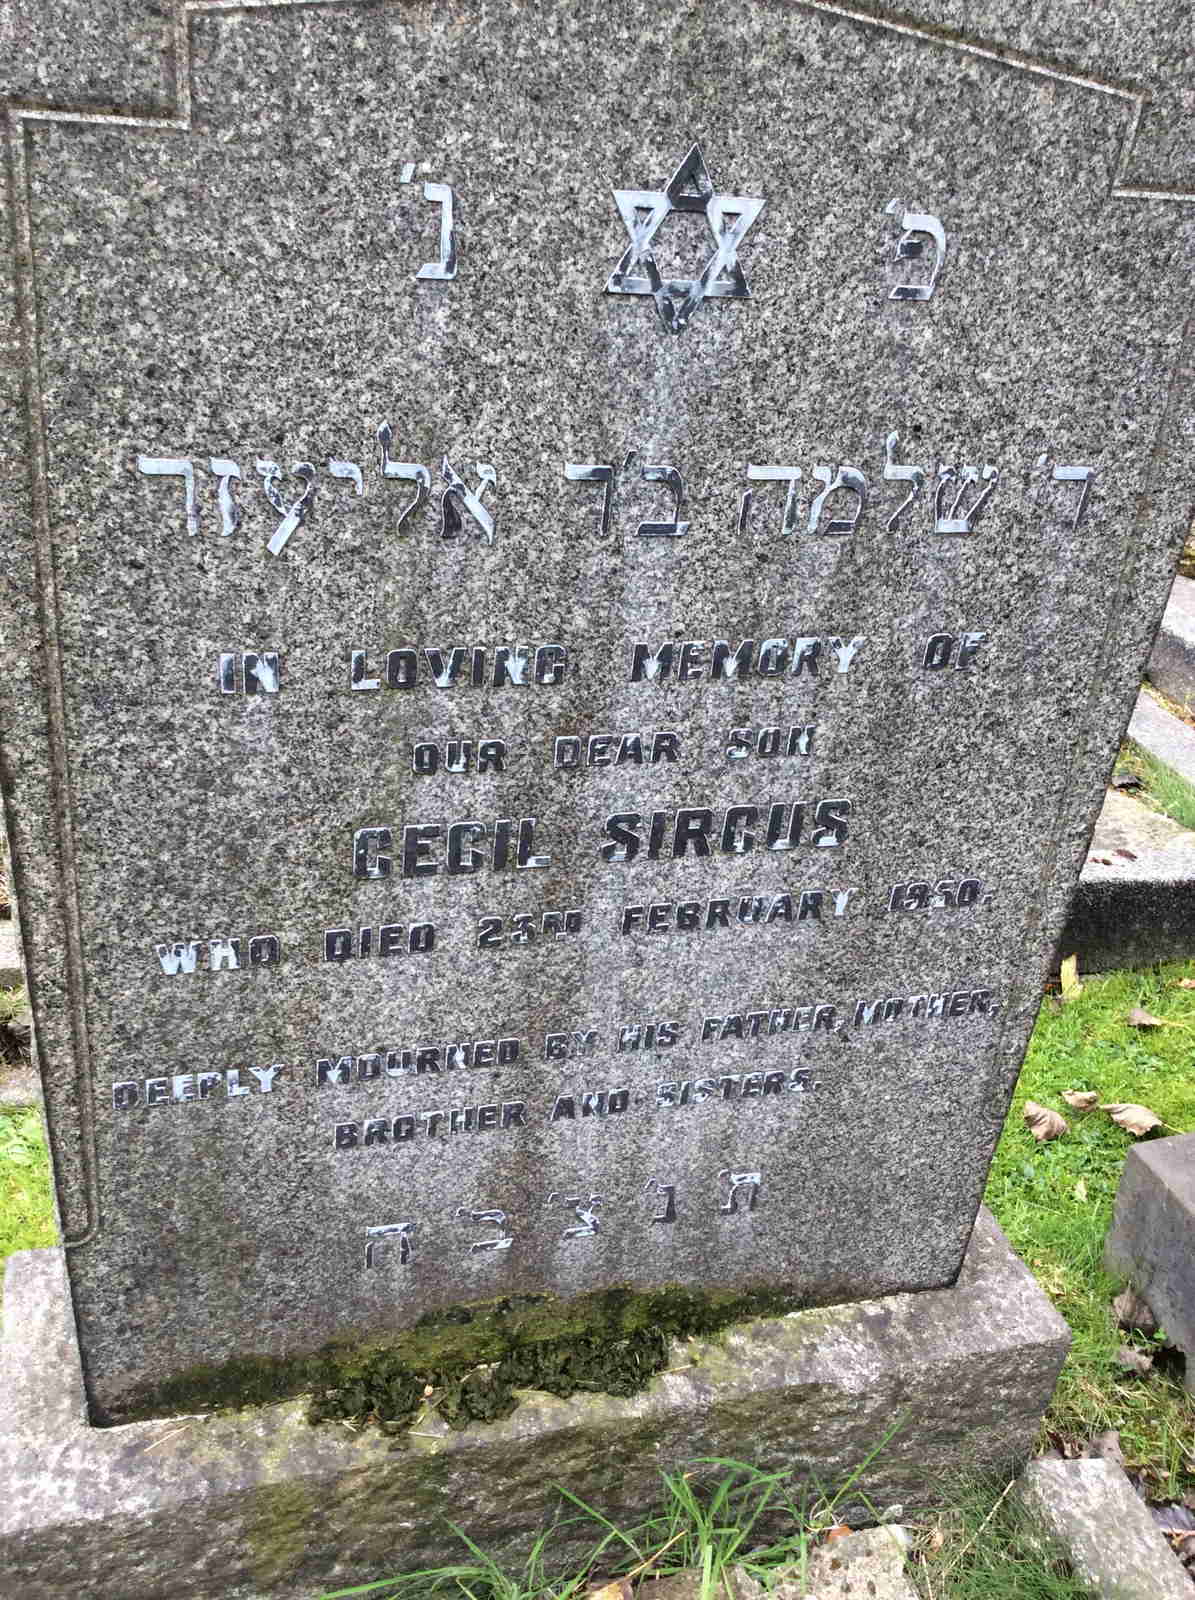 פ' נ'
ר' שלמה ב'ר אליעזר
IN LOVING MEMORY OF
OUR DEAR SON
CECIL SIRCUS
WHO DIED 23RD FEBRUARY 1950.
DEEPLY MOURNED BY HIS FATHER, MOTHER,
BROTHER AND SISTERS.
ת' נ' צ' ב' ה